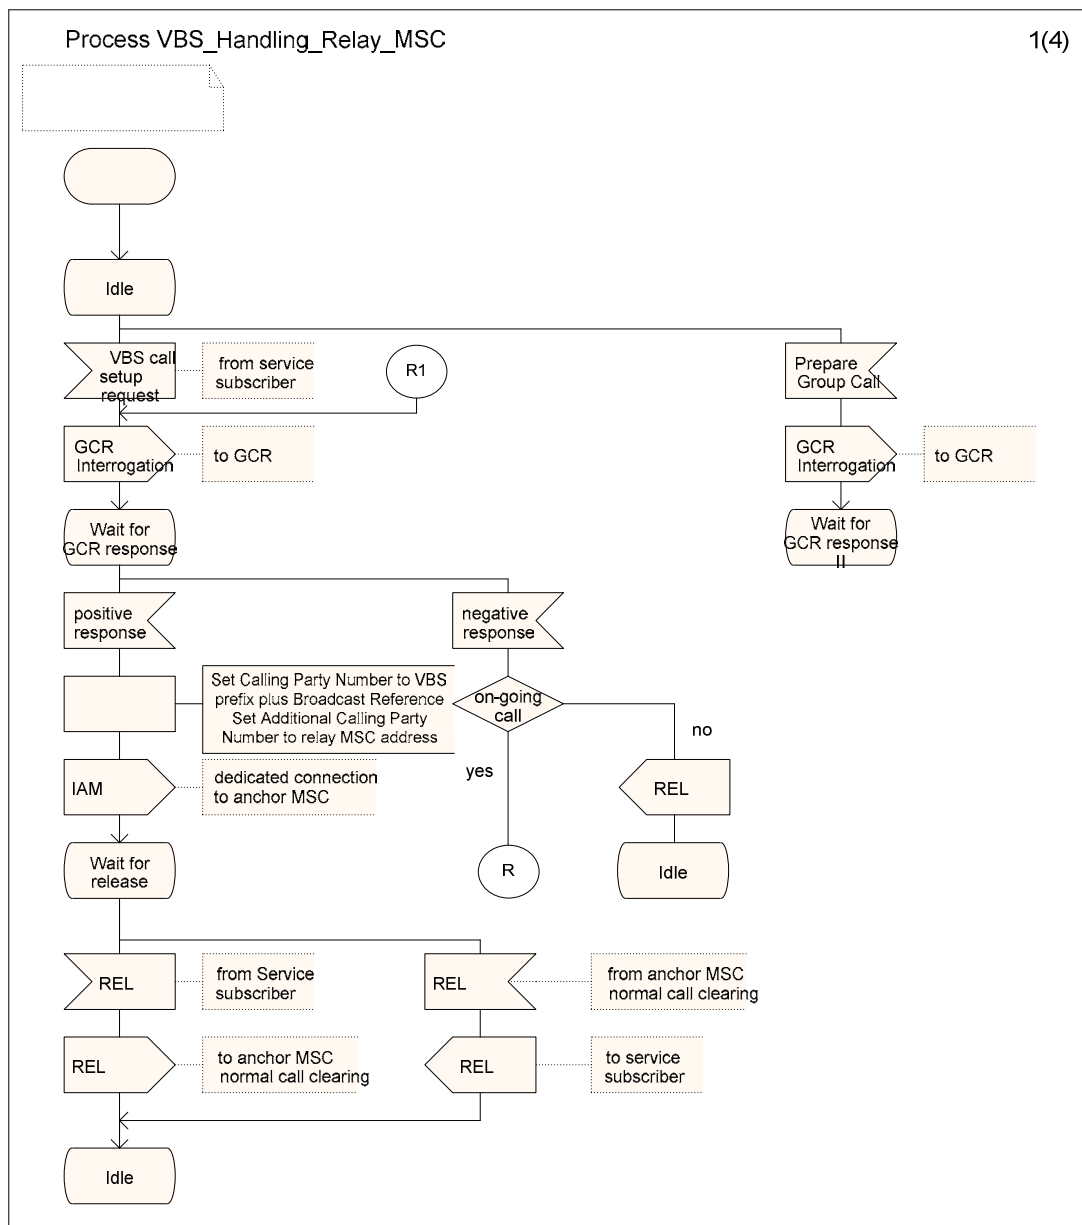 Process VBS_Handling_Relay_MSC
1(4)
Idle
VBS call
setup
request
from service
subscriber
R1
Prepare
Group Call
GCR
Interrogation
to GCR
GCR
Interrogation
to GCR
Wait for
GCR response
Wait for
GCR response
II
positive
response
negative
response
Set Calling Party Number to VBS
prefix plus Broadcast Reference
Set Additional Calling Party
Number to relay MSC address
on-going
call
no
yes
IAM
dedicated connection
to anchor MSC
REL
Wait for
release
R
Idle
REL
from Service
subscriber
REL
from anchor MSC
normal call clearing
REL
to anchor MSC
normal call clearing
REL
to service
subscriber
Idle